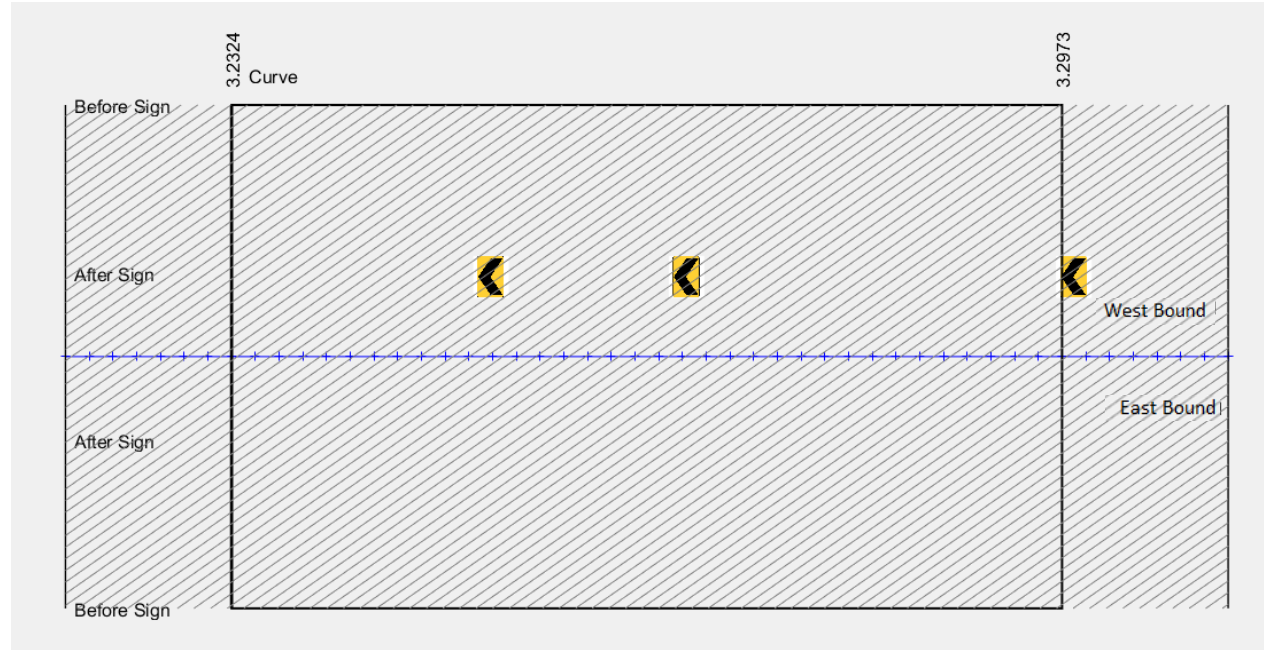 3.2324
3.2973
Curve
Before Sign
After Sign
West Bound
East Bound
After Sign
Before Sign